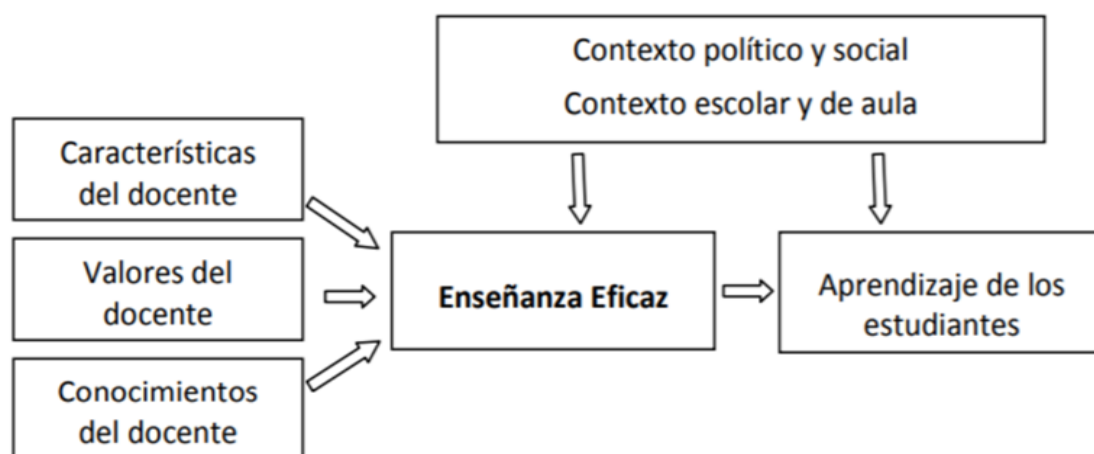 Contexto político y social
Contexto escolar y de aula
Característicás
del docente
Valores del
docente
Conocimientos
del docente
Enseñanza Eficaz
Aprendizaje de los
estudiantes